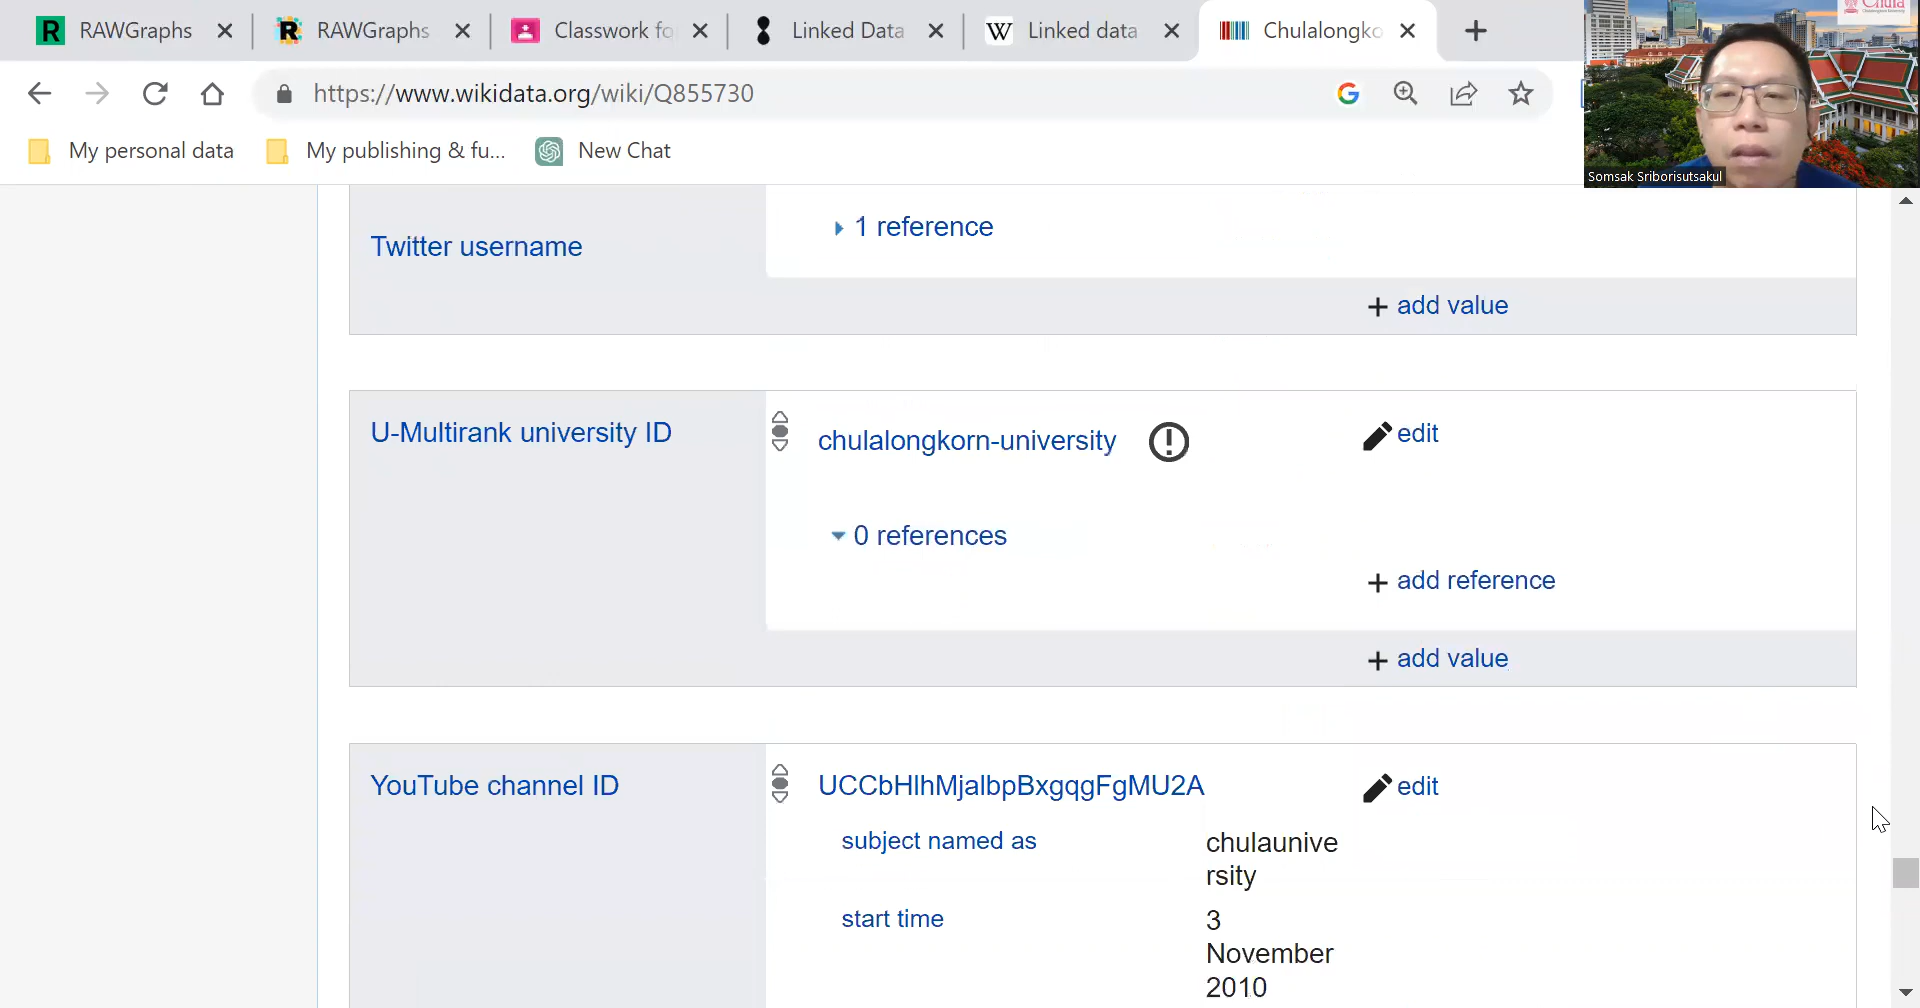 RAWGraphs
RAWGraphs
Classwork fo
Linked Data
Linked data
Chulalongko
https://www.wikidata.org/wiki/Q855730
My personal data
My publishing & fu...
New Chat
Chula
Somsak Sriborisutsakul
1 reference
Twitter username
+ add value
U-Multirank university ID
chulalongkorn-university
edit
0 references
+ add reference
+ add value
YouTube channel ID
UCCbHlhMjalbpBxgqgFgMU2A
edit
subject named as
chulaunive
rsity
start time
3
November
2010